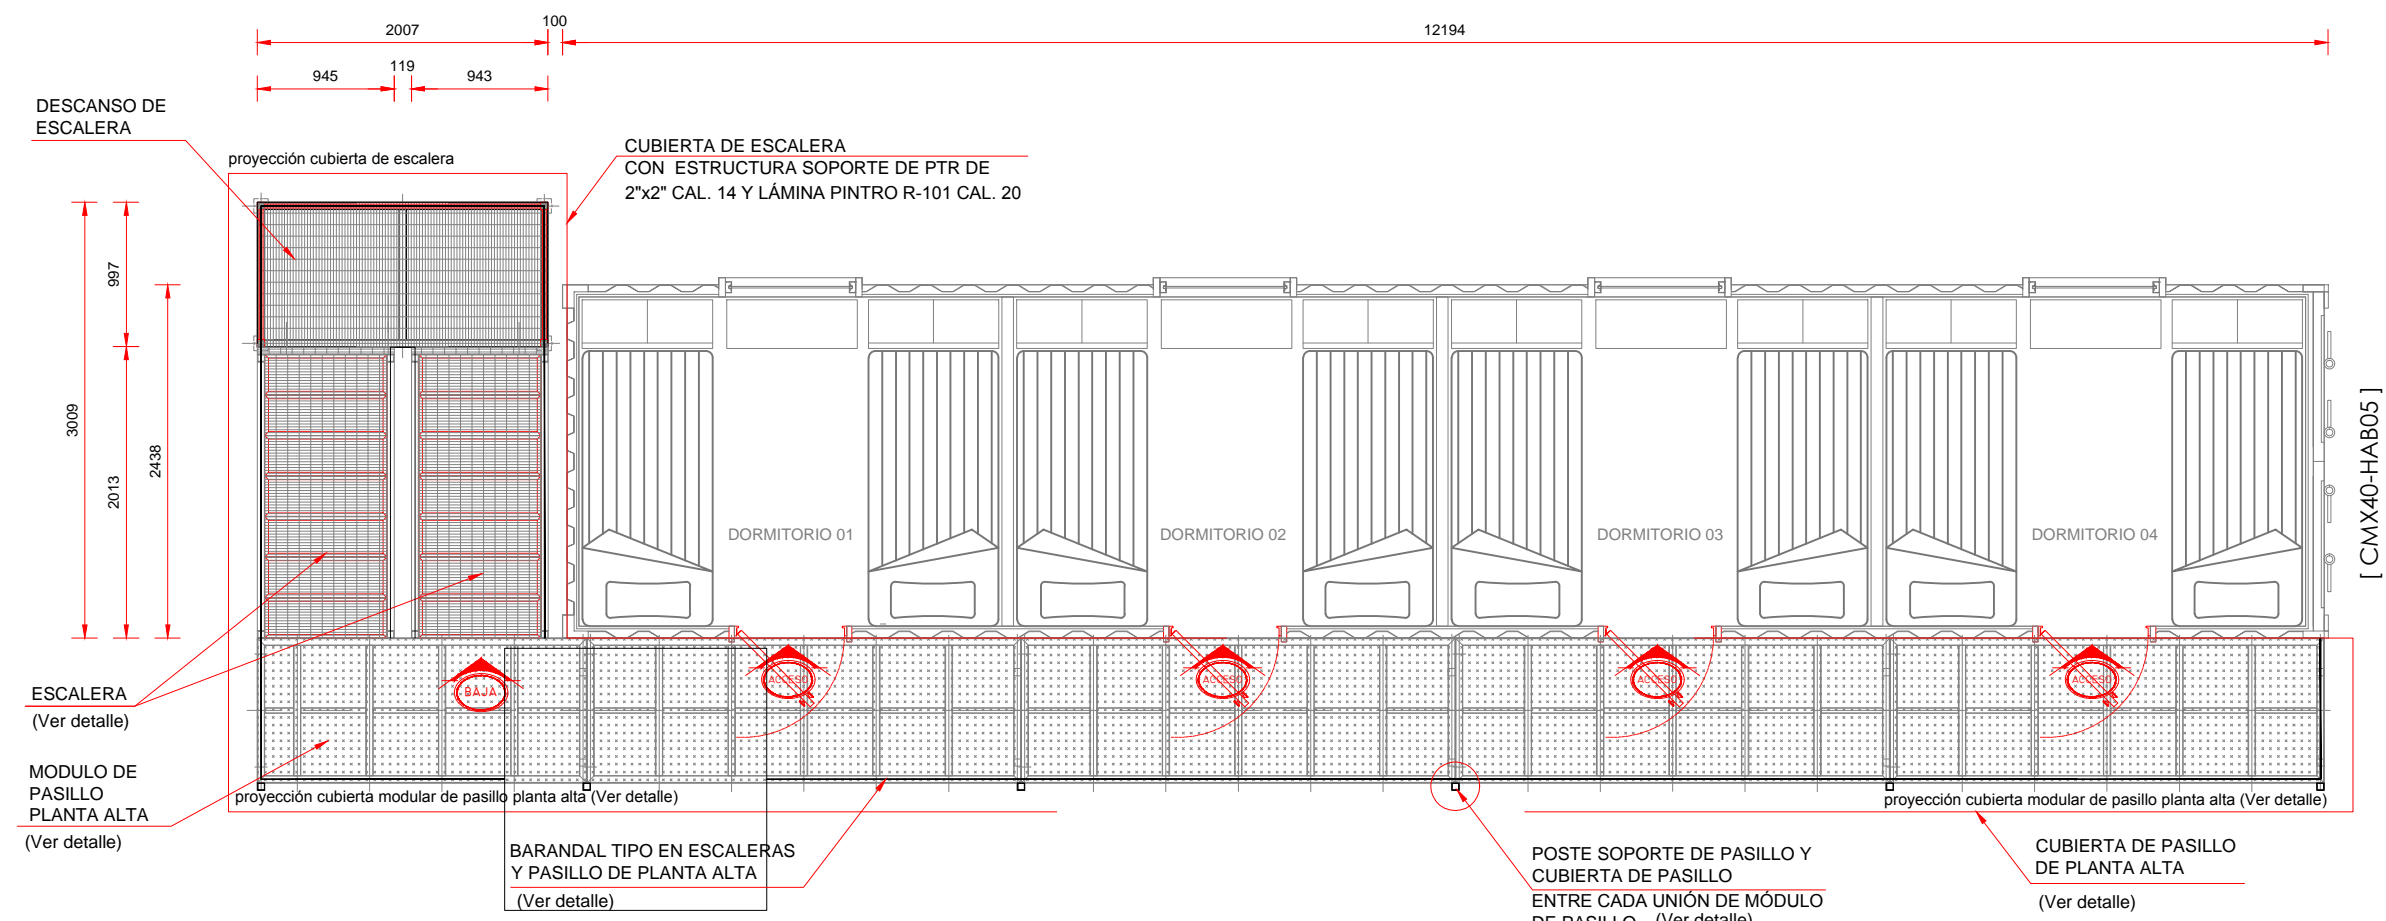 2007
100
12194
945
119
943
DESCANSO DE
ESCALERA
proyección cubierta de escalera
CUBIERTA DE ESCALERA
CON ESTRUCTURA SOPORTE DE PTR DE
2"x2" CAL. 14 Y LÁMINA PINTRO R-101 CAL. 20
997
3009
2013
2438
DORMITORIO 01
DORMITORIO 02
DORMITORIO 03
DORMITORIO 04
[ CMX40-HAB05 ]
BAJA
ACCESO
ACCESO
ACCESO
ACCESO
ESCALERA
(Ver detalle)
MODULO DE
PASILLO
PLANTA ALTA
(Ver detalle)
proyección cubierta modular de pasillo planta alta (Ver detalle)
proyección cubierta modular de pasillo planta alta (Ver detalle)
BARANDAL TIPO EN ESCALERAS
Y PASILLO DE PLANTA ALTA
(Ver detalle)
POSTE SOPORTE DE PASILLO Y
CUBIERTA DE PASILLO
ENTRE CADA UNIÓN DE MÓDULO
DE PASILLO (Ver detalle)
CUBIERTA DE PASILLO
DE PLANTA ALTA
(Ver detalle)